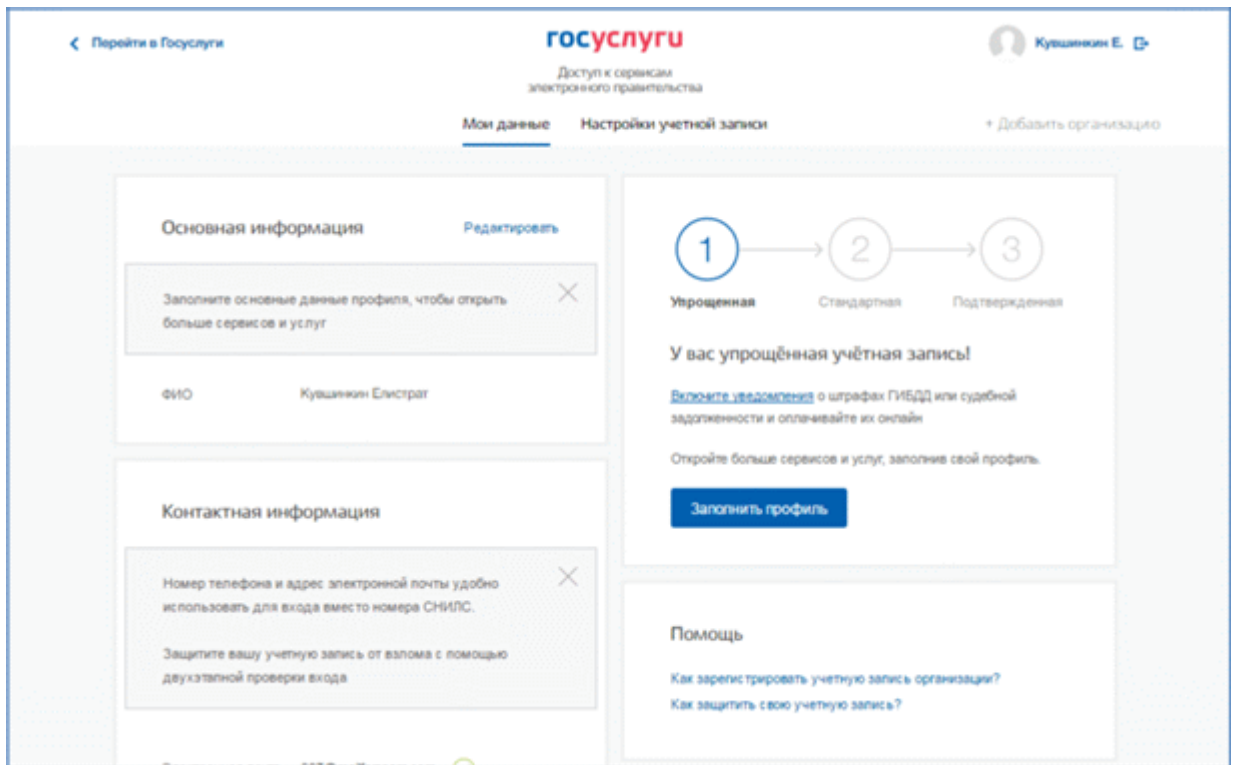 Перейти в Госуслуги
госуслуги
Кувшинкин Е.
Доступ к сервисам
электронного правительства
Мои данные
Настройки учетной записи
+ Добавить организацию
Основная информация
Редактировать
Заполните основные данные профиля, чтобы открыть
больше сервисов и услуг
ФИО
Кувшинкин Елистрат
Контактная информация
Номер телефона и адрес электронной почты удобно
использовать для входа вместо номера СНИЛС.
Защитите вашу учетную запись от взлома с помощью
двухэтапной проверки входа
1
2
3
Упрощенная
Стандартная
Подтвержденная
У вас упрощённая учётная запись!
Включите уведомления о штрафах ГИБДД или судебной
задолженности и оплачивайте их онлайн
Откройте больше сервисов и услуг, заполнив свой профиль.
Заполнить профиль
Помощь
Как зарегистрировать учетную запись организации?
Как защитить свою учетную запись?